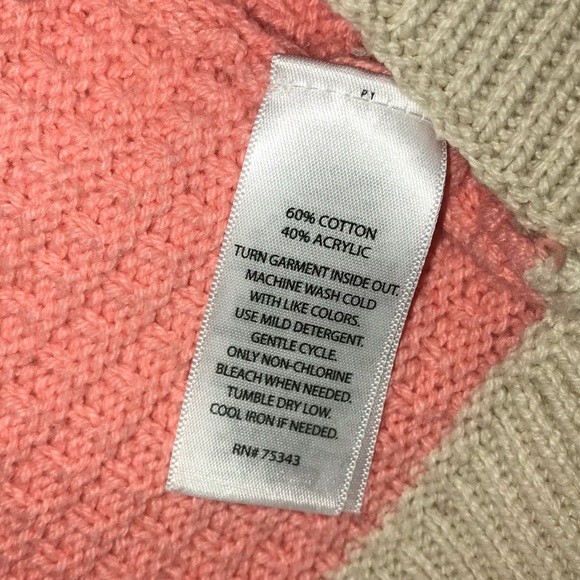 P Y
60% COTTON
40% ACRYLIC
TURN GARMENT INSIDE OUT.
MACHINE WASH COLD
WITH LIKE COLORS.
USE MILD DETERGENT.
GENTLE CYCLE.
ONLY NON-CHLORINE
BLEACH WHEN NEEDED.
TUMBLE DRY LOW.
COOL IRON IF NEEDED.
RN# 75343